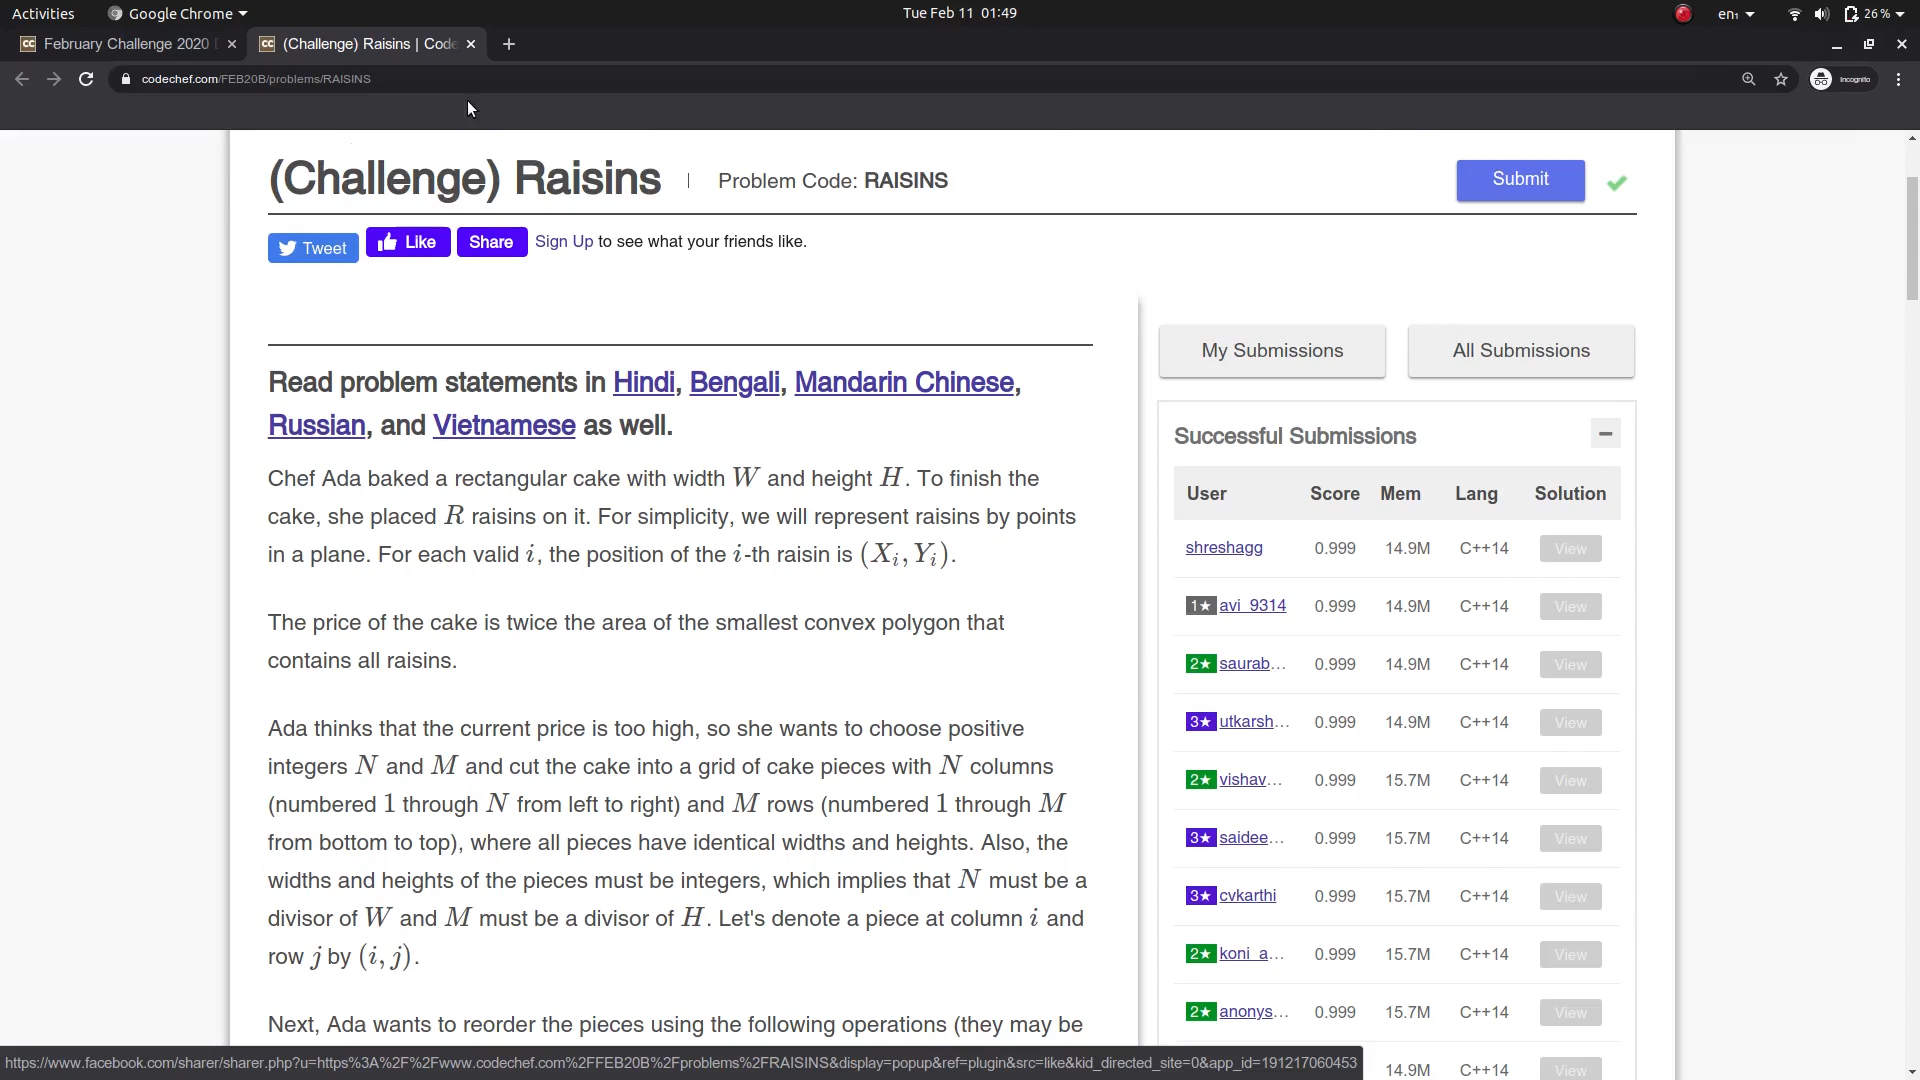 Activities
Google Chrome
Tue Feb 11 01:49
en₁
26 %
February Challenge 2020
(Challenge) Raisins | Code
codechef.com/FEB20B/problems/RAISINS
Incognito
(Challenge) Raisins
Problem Code: RAISINS
Submit
Tweet
Like
Share
Sign Up to see what your friends like.
My Submissions
All Submissions
Read problem statements in Hindi, Bengali, Mandarin Chinese,
Russian, and Vietnamese as well.
Chef Ada baked a rectangular cake with width W and height H. To finish the
cake, she placed R raisins on it. For simplicity, we will represent raisins by points
in a plane. For each valid i, the position of the i-th raisin is (Xᵢ, Yᵢ).
The price of the cake is twice the area of the smallest convex polygon that
contains all raisins.
Ada thinks that the current price is too high, so she wants to choose positive
integers N and M and cut the cake into a grid of cake pieces with N columns
(numbered 1 through N from left to right) and M rows (numbered 1 through M
from bottom to top), where all pieces have identical widths and heights. Also, the
widths and heights of the pieces must be integers, which implies that N must be a
divisor of W and M must be a divisor of H. Let's denote a piece at column i and
row j by (i, j).
Next, Ada wants to reorder the pieces using the following operations (they may be
Successful Submissions
User Score Mem Lang Solution
shreshagg 0.999 14.9M C++14 View
1★ avi_9314 0.999 14.9M C++14 View
2★ saurab... 0.999 14.9M C++14 View
3★ utkarsh... 0.999 14.9M C++14 View
2★ vishav... 0.999 15.7M C++14 View
3★ saidee... 0.999 15.7M C++14 View
3★ cvkarthi 0.999 15.7M C++14 View
2★ koni_a... 0.999 15.7M C++14 View
2★ anonys... 0.999 15.7M C++14 View
14.9M C++14 View
https://www.facebook.com/sharer/sharer.php?u=https%3A%2F%2Fwww.codechef.com%2FFEB20B%2Fproblems%2FRAISINS&display=popup&ref=plugin&src=like&kid_directed_site=0&app_id=191217060453